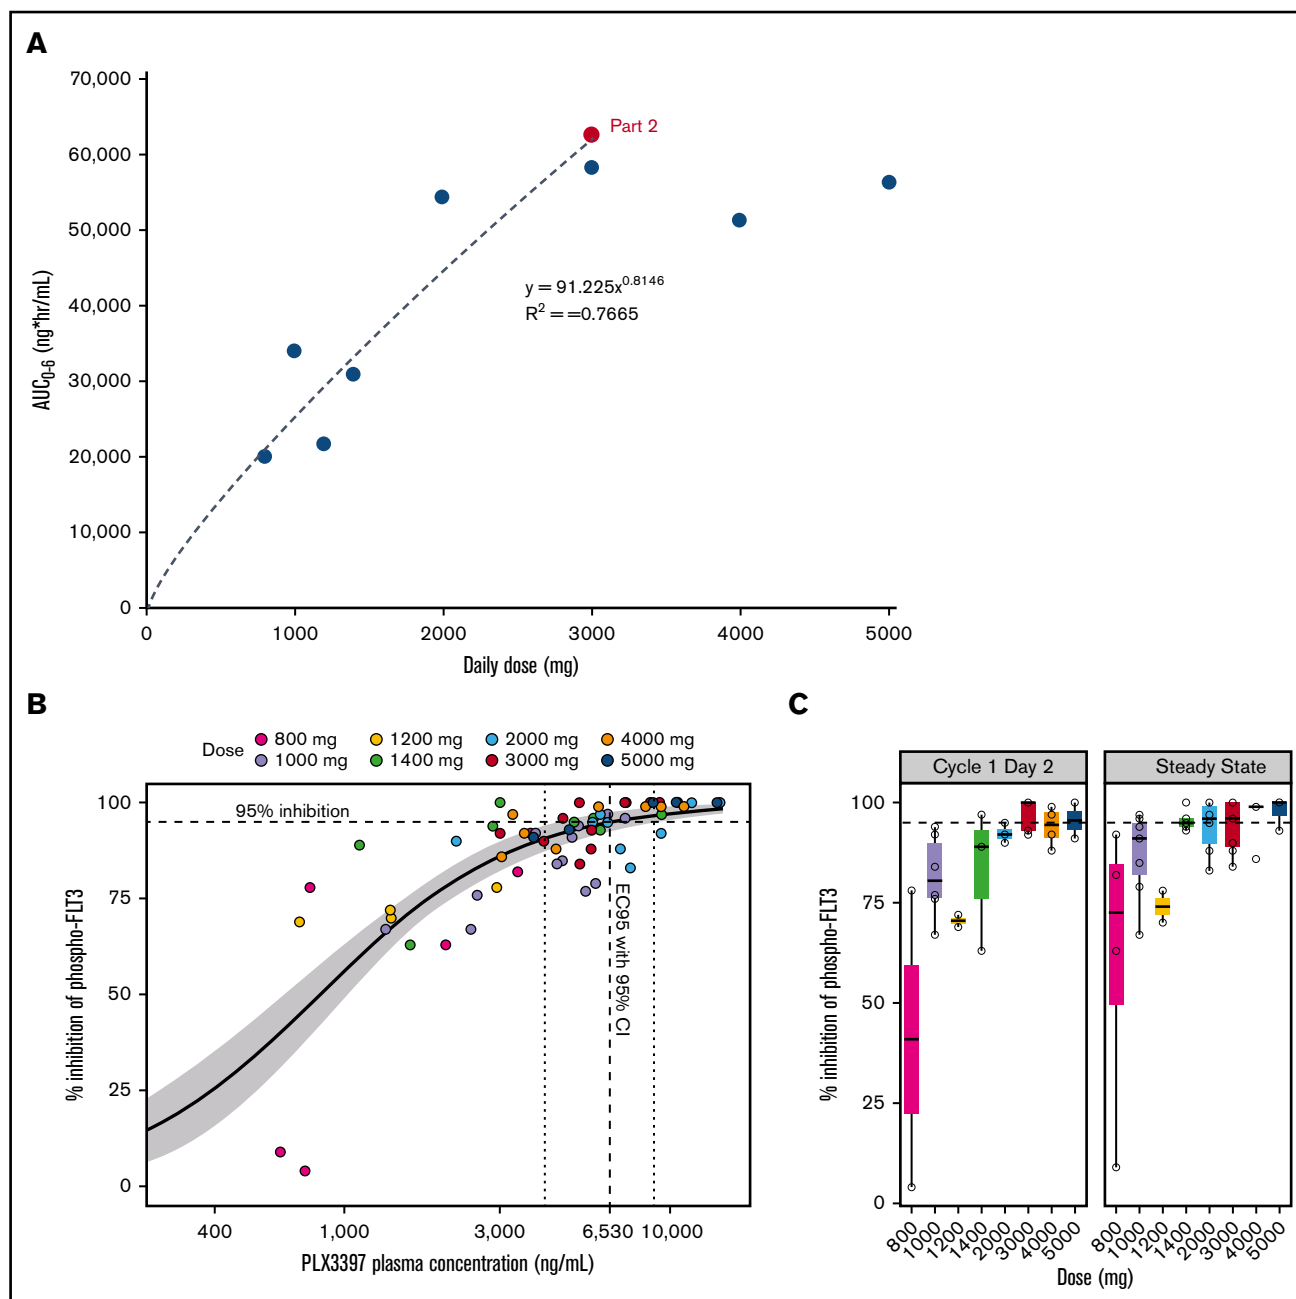 A
70,000
60,000
50,000
40,000
30,000
20,000
10,000
0
AUC0-6 (ng*hr/mL)
Part 2
y = 91.225x^0.8146
R² = =0.7665
0 1000 2000 3000 4000 5000
Daily dose (mg)
B
Dose
800 mg 1200 mg 2000 mg 4000 mg
1000 mg 1400 mg 3000 mg 5000 mg
100
75
50
25
0
% inhibition of phospho-FLT3
95% inhibition
EC95 with 95% CI
400 1,000 3,000 6,530 10,000
PLX3397 plasma concentration (ng/mL)
C
Cycle 1 Day 2 Steady State
100
75
50
25
0
% inhibition of phospho-FLT3
800 1000 1200 1400 2000 3000 4000 5000
800 1000 1200 1400 2000 3000 4000 5000
Dose (mg)